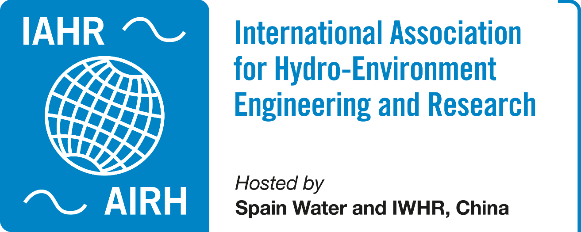 IAHR
AIRH
International Association
for Hydro-Environment
Engineering and Research
Hosted by
Spain Water and IWHR, China